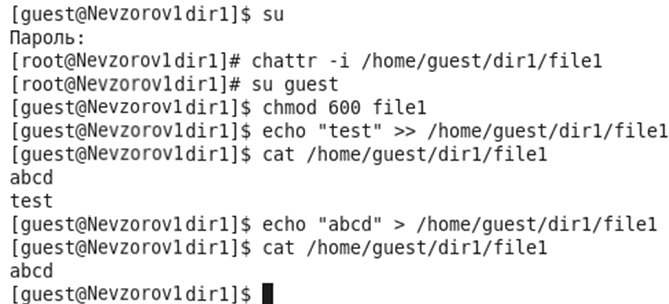 [guest@Nevzorov1dir1]$ su
Пароль:
[root@Nevzorov1dir1]# chattr -i /home/guest/dir1/file1
[root@Nevzorov1dir1]# su guest
[guest@Nevzorov1dir1]$ chmod 600 file1
[guest@Nevzorov1dir1]$ echo "test" >> /home/guest/dir1/file1
[guest@Nevzorov1dir1]$ cat /home/guest/dir1/file1
abcd
test
[guest@Nevzorov1dir1]$ echo "abcd" > /home/guest/dir1/file1
[guest@Nevzorov1dir1]$ cat /home/guest/dir1/file1
abcd
[guest@Nevzorov1dir1]$